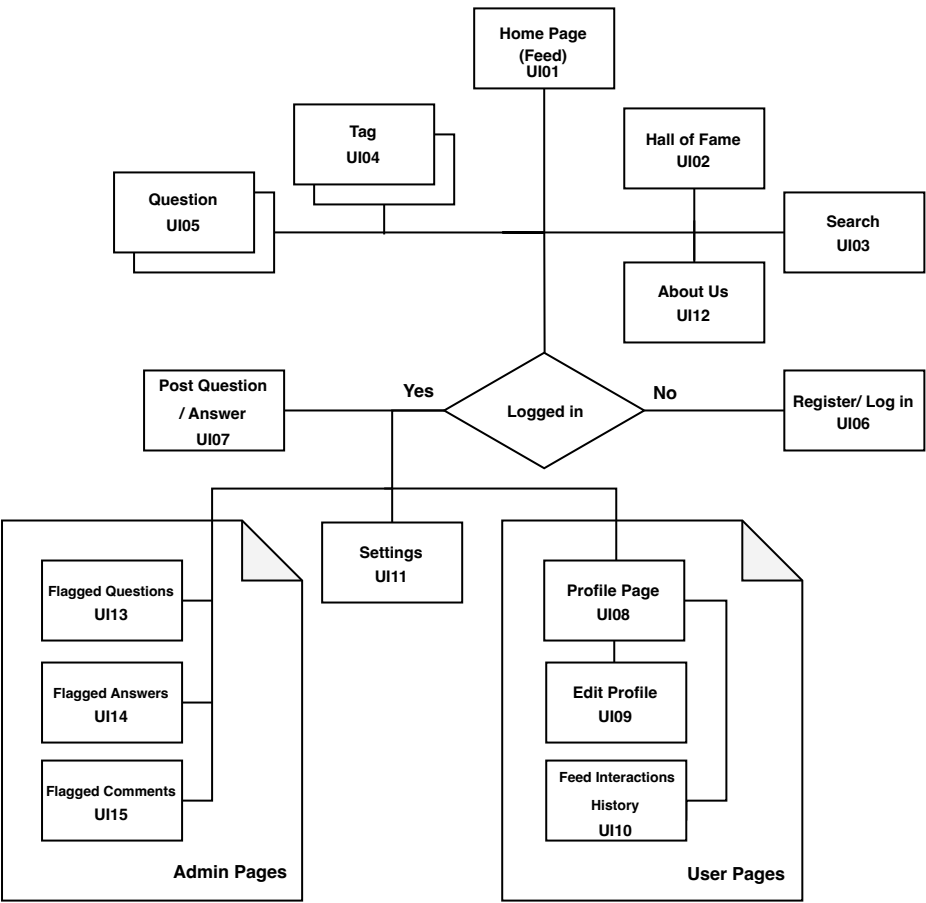 Home Page
(Feed)
UI01
Tag
UI04
Hall of Fame
UI02
Question
UI05
Search
UI03
About Us
UI12
Post Question
/ Answer
UI07
Yes
Logged in
No
Register/ Log in
UI06
Settings
UI11
Flagged Questions
UI13
Flagged Answers
UI14
Flagged Comments
UI15
Admin Pages
Profile Page
UI08
Edit Profile
UI09
Feed Interactions
History
UI10
User Pages